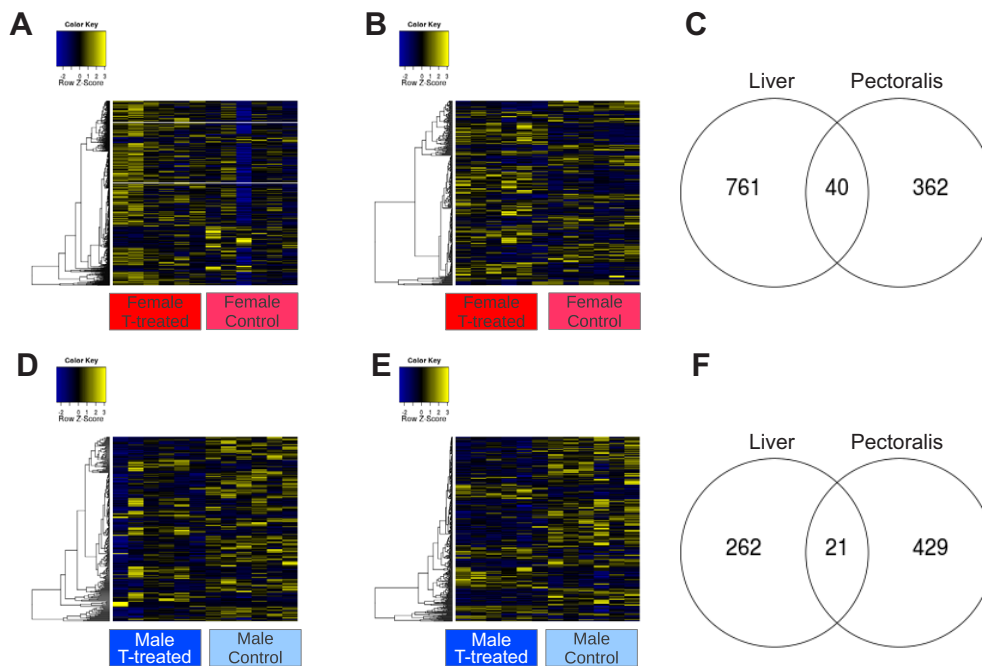 A
Color Key
-2 0 1 2 3
Row Z-Score
Female
T-treated
Female
Control
B
Color Key
-2 0 1 2 3
Row Z-Score
Female
T-treated
Female
Control
C
Liver
Pectoralis
761
40
362
D
Color Key
-2 0 1 2 3
Row Z-Score
Male
T-treated
Male
Control
E
Color Key
-2 0 1 2 3
Row Z-Score
Male
T-treated
Male
Control
F
Liver
Pectoralis
262
21
429